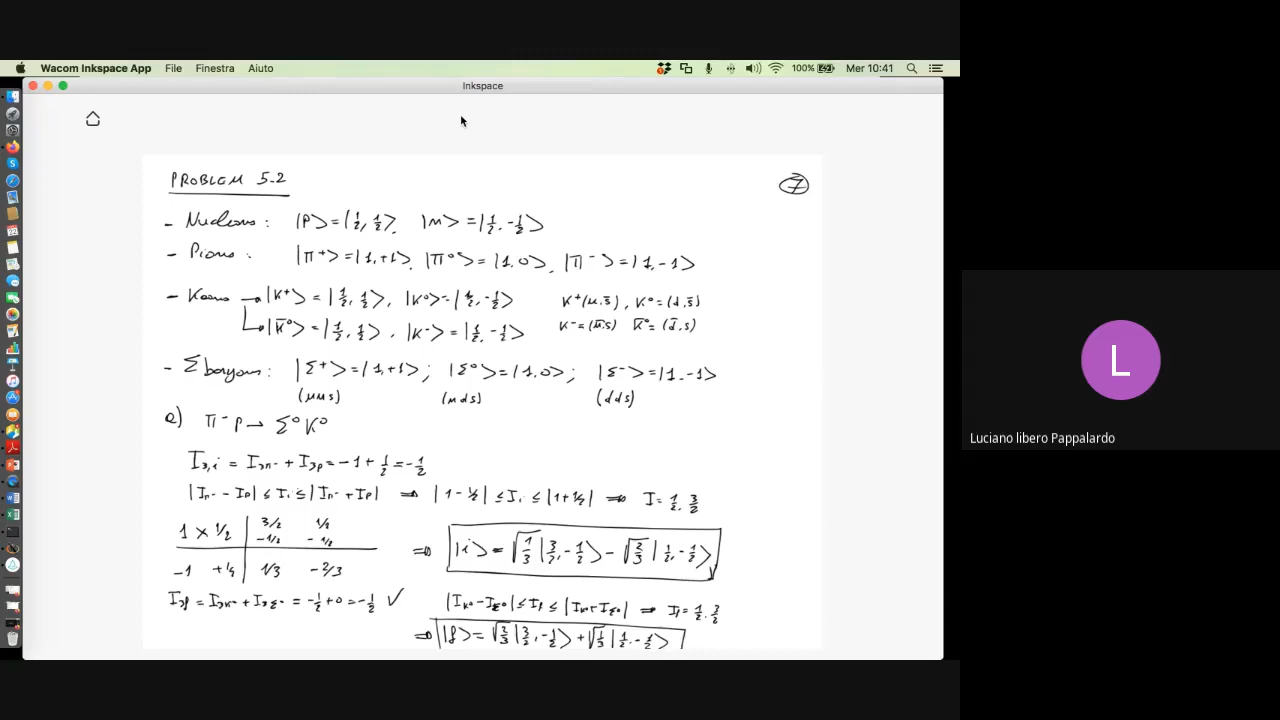 Wacom Inkspace App File Finestra Aiuto 100% Mer 10:41
Inkspace
PROBLEM 5.2
7
- Nucleons: |P> = |1/2, 1/2>, |n> = |1/2, -1/2>
- Pions: |π+> = |1, +1>, |π0> = |1, 0>, |π-> = |1, -1>
- Kaons → |K+> = |1/2, 1/2>, |K0> = |1/2, -1/2> K+(u, s̄), K0 = (d, s̄)
↳ |K̄0> = |1/2, 1/2>, |K-> = |1/2, -1/2> K- = (ū, s) K̄0 = (d̄, s)
- Σ baryons: |Σ+> = |1, +1>; |Σ0> = |1, 0>; |Σ-> = |1, -1>
(uus) (uds) (dds)
a) π- p → Σ0 K0
I3,i = I3π- + I3p = -1 + 1/2 = -1/2
|Iπ- - Ip| ≤ Ii ≤ |Iπ- + Ip| ⇒ |1 - 1/2| ≤ Ii ≤ |1 + 1/2| ⇒ I = 1/2, 3/2
1 × 1/2 | 3/2 1/2
-1/2 -1/2
-1 +1/2 | 1/3 -2/3
⇒ |i> = √1/3 |3/2, -1/2> - √2/3 |1/2, -1/2>
I3f = I3K0 + I3Σ0 = -1/2 + 0 = -1/2 ✓
|IK0 - IΣ0| ≤ If ≤ |IK0 + IΣ0| ⇒ If = 1/2, 3/2
⇒ |f> = √2/3 |3/2, -1/2> + √1/3 |1/2, -1/2>
L
Luciano libero Pappalardo